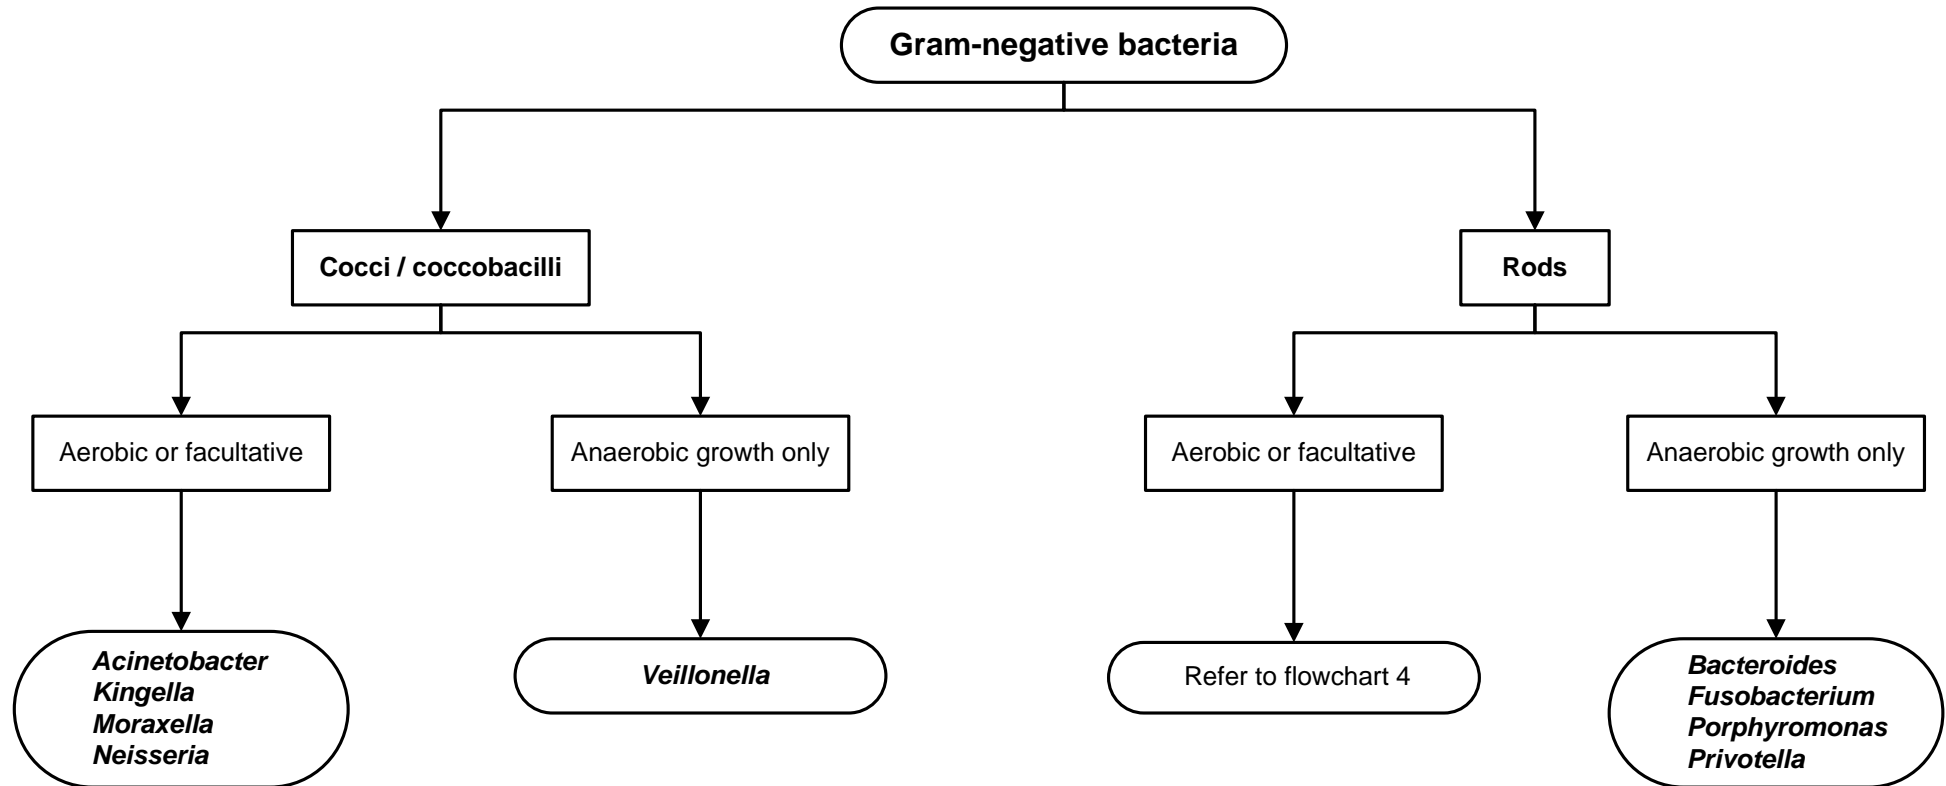 Gram-negative bacteria
Cocci / coccobacilli
Rods
Aerobic or facultative
Anaerobic growth only
Aerobic or facultative
Anaerobic growth only
Acinetobacter
Kingella
Moraxella
Neisseria
Veillonella
Refer to flowchart 4
Bacteroides
Fusobacterium
Porphyromonas
Privotella